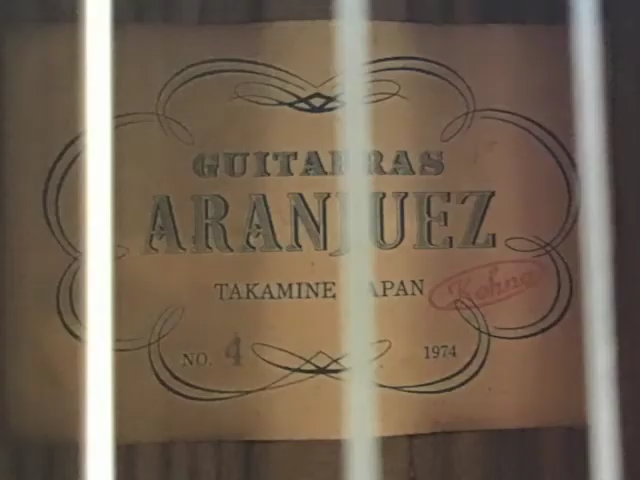 GUITARRAS
ARANJUEZ
TAKAMINE JAPAN
Kohno
NO. 4 1974